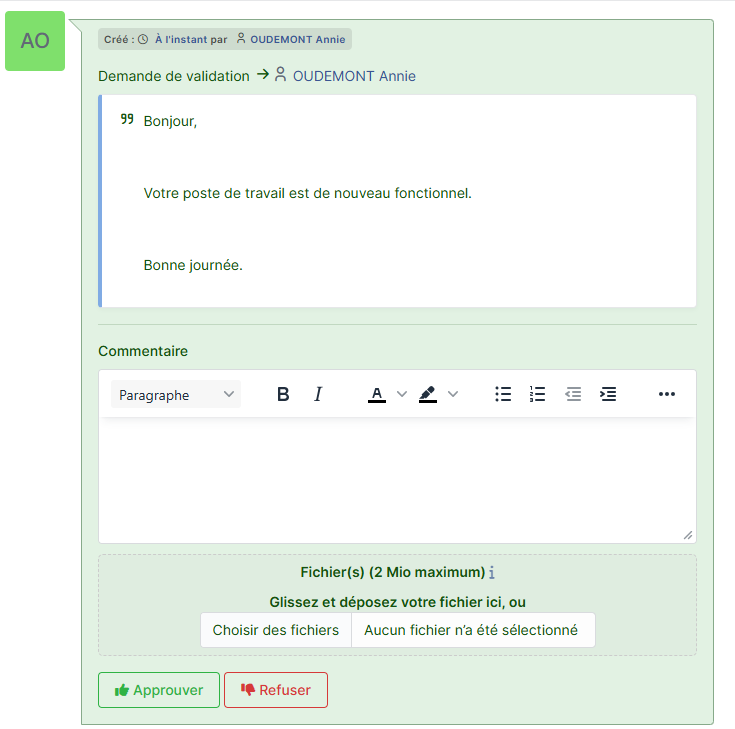 AO
Créé : À l'instant par OUDEMONT Annie
Demande de validation → OUDEMONT Annie
Bonjour,
Votre poste de travail est de nouveau fonctionnel.
Bonne journée.
Commentaire
Paragraphe B I A
Fichier(s) (2 Mio maximum) i
Glissez et déposez votre fichier ici, ou
Choisir des fichiers Aucun fichier n’a été sélectionné
Approuver Refuser